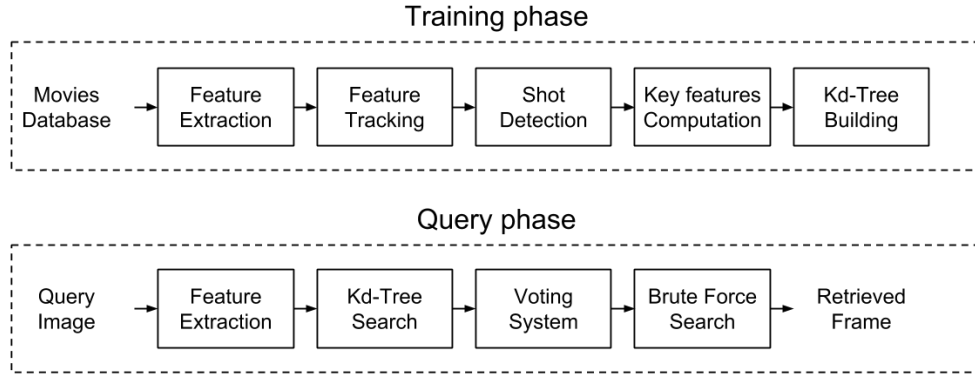 Training phase
Movies
Database
Feature
Extraction
Feature
Tracking
Shot
Detection
Key features
Computation
Kd-Tree
Building
Query phase
Query
Image
Feature
Extraction
Kd-Tree
Search
Voting
System
Brute Force
Search
Retrieved
Frame